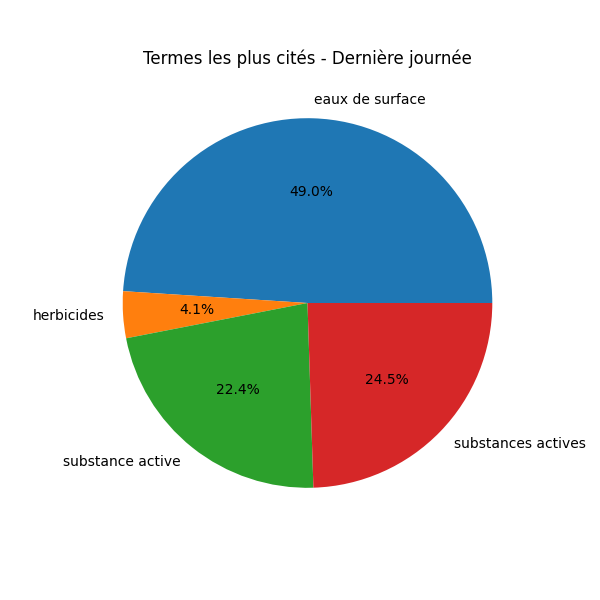 Termes les plus cités - Dernière journée
eaux de surface
49.0%
herbicides
4.1%
22.4%
24.5%
substance active
substances actives